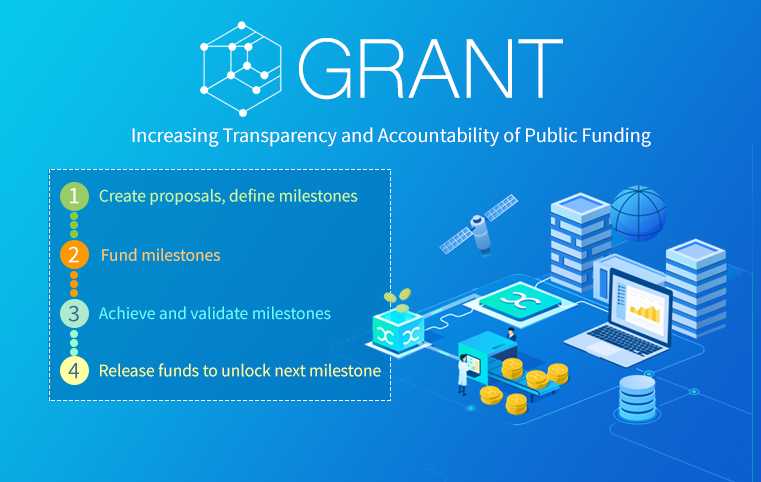 GRANT
Increasing Transparency and Accountability of Public Funding
1 Create proposals, define milestones
2 Fund milestones
3 Achieve and validate milestones
4 Release funds to unlock next milestone